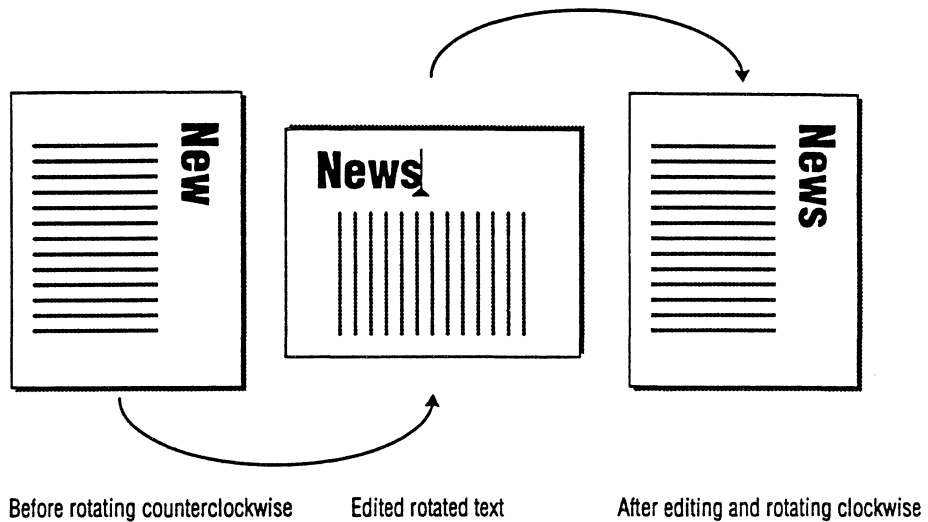 New
News
News
Before rotating counterclockwise
Edited rotated text
After editing and rotating clockwise